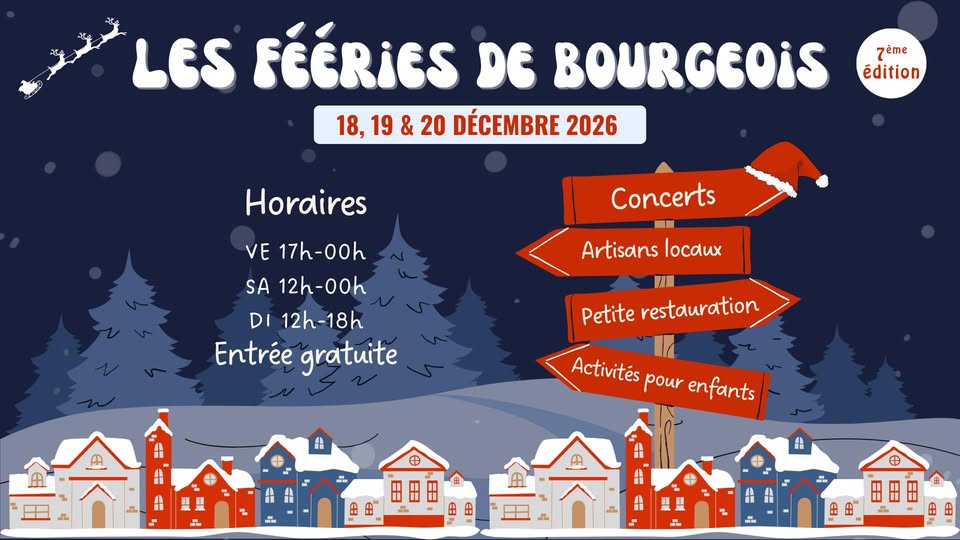 LES FÉÉRIES DE BOURGEOIS
7ème
édition
18, 19 & 20 DÉCEMBRE 2026
Horaires
VE 17h-00h
SA 12h-00h
DI 12h-18h
Entrée gratuite
Concerts
Artisans locaux
Petite restauration
Activités pour enfants